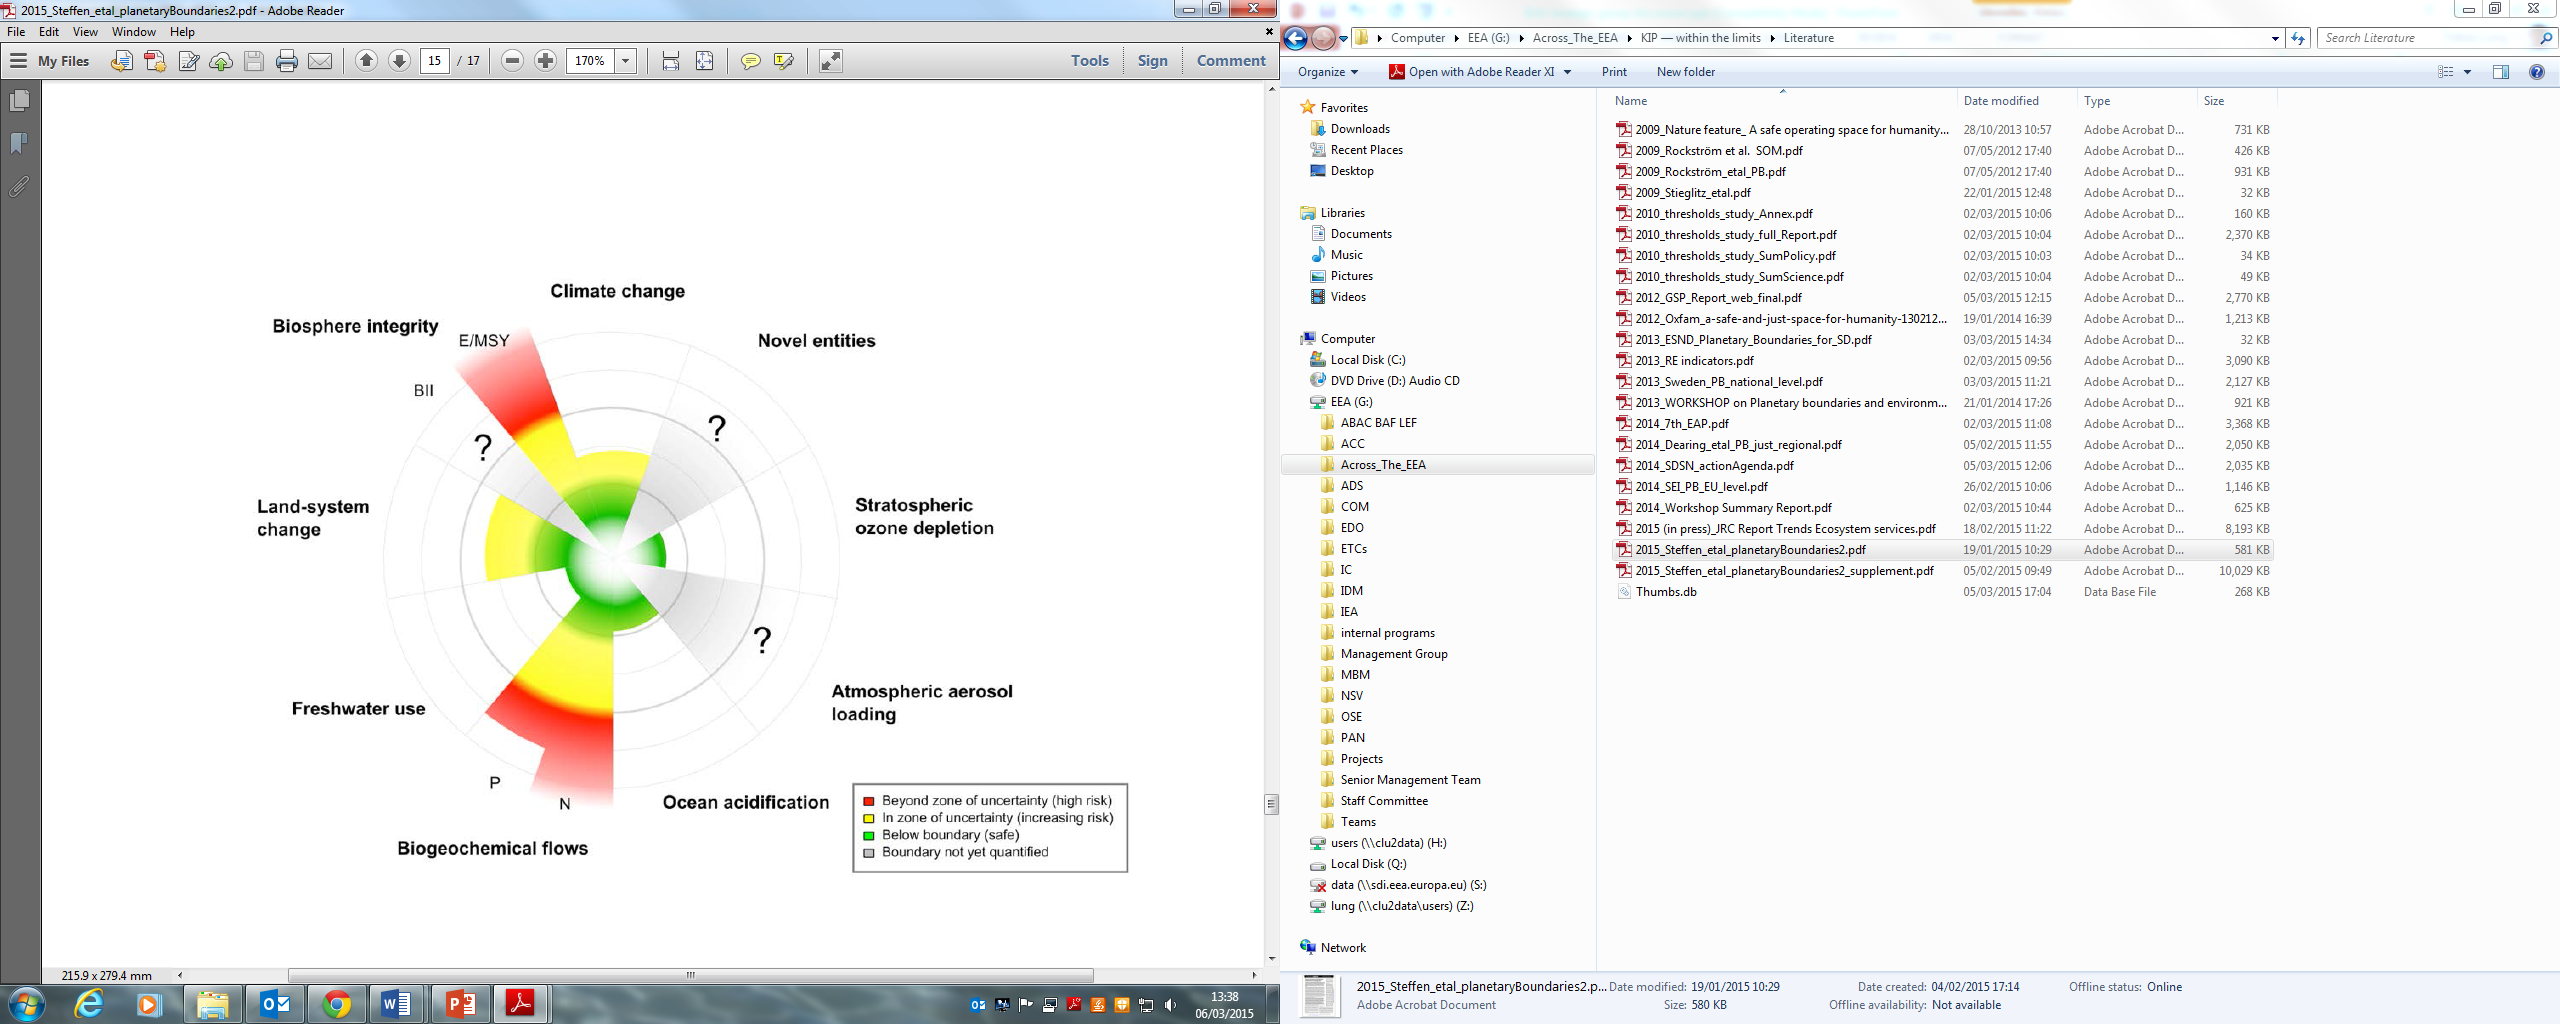 2015_Steffen_etal_planetaryBoundaries2.pdf - Adobe Reader
File Edit View Window Help
My Files 15 / 17 170% Tools Sign Comment
Climate change
Biosphere integrity
E/MSY
Novel entities
BII
?
?
Land-system
change
Stratospheric
ozone depletion
?
Atmospheric aerosol
loading
Freshwater use
P
N
Ocean acidification
Biogeochemical flows
Beyond zone of uncertainty (high risk)
In zone of uncertainty (increasing risk)
Below boundary (safe)
Boundary not yet quantified
215.9 x 279.4 mm
13:38
06/03/2015
Computer EEA (G:) Across_The_EEA KIP — within the limits Literature Search Literature
Organize Open with Adobe Reader XI Print New folder
Favorites
Downloads
Recent Places
Desktop
Libraries
Documents
Music
Pictures
Videos
Computer
Local Disk (C:)
DVD Drive (D:) Audio CD
EEA (G:)
ABAC BAF LEF
ACC
Across_The_EEA
ADS
COM
EDO
ETCs
IC
IDM
IEA
internal programs
Management Group
MBM
NSV
OSE
PAN
Projects
Senior Management Team
Staff Committee
Teams
users (\\clu2data) (H:)
Local Disk (Q:)
data (\\sdi.eea.europa.eu) (S:)
lung (\\clu2data\users) (Z:)
Network
Name Date modified Type Size
2009_Nature feature_ A safe operating space for humanity... 28/10/2013 10:57 Adobe Acrobat D... 731 KB
2009_Rockström et al. SOM.pdf 07/05/2012 17:40 Adobe Acrobat D... 426 KB
2009_Rockström_etal_PB.pdf 07/05/2012 17:40 Adobe Acrobat D... 931 KB
2009_Stieglitz_etal.pdf 22/01/2015 12:48 Adobe Acrobat D... 32 KB
2010_thresholds_study_Annex.pdf 02/03/2015 10:06 Adobe Acrobat D... 160 KB
2010_thresholds_study_full_Report.pdf 02/03/2015 10:04 Adobe Acrobat D... 2,370 KB
2010_thresholds_study_SumPolicy.pdf 02/03/2015 10:03 Adobe Acrobat D... 34 KB
2010_thresholds_study_SumScience.pdf 02/03/2015 10:04 Adobe Acrobat D... 49 KB
2012_GSP_Report_web_final.pdf 05/03/2015 12:15 Adobe Acrobat D... 2,770 KB
2012_Oxfam_a-safe-and-just-space-for-humanity-130212... 19/01/2014 16:39 Adobe Acrobat D... 1,213 KB
2013_ESND_Planetary_Boundaries_for_SD.pdf 03/03/2015 14:34 Adobe Acrobat D... 32 KB
2013_RE indicators.pdf 02/03/2015 09:56 Adobe Acrobat D... 3,090 KB
2013_Sweden_PB_national_level.pdf 03/03/2015 11:21 Adobe Acrobat D... 2,127 KB
2013_WORKSHOP on Planetary boundaries and environm... 21/01/2014 17:26 Adobe Acrobat D... 921 KB
2014_7th_EAP.pdf 02/03/2015 11:08 Adobe Acrobat D... 3,368 KB
2014_Dearing_etal_PB_just_regional.pdf 05/02/2015 11:55 Adobe Acrobat D... 2,050 KB
2014_SDSN_actionAgenda.pdf 05/03/2015 12:06 Adobe Acrobat D... 2,035 KB
2014_SEI_PB_EU_level.pdf 26/02/2015 10:06 Adobe Acrobat D... 1,146 KB
2014_Workshop Summary Report.pdf 02/03/2015 10:44 Adobe Acrobat D... 625 KB
2015 (in press)_JRC Report Trends Ecosystem services.pdf 18/02/2015 11:22 Adobe Acrobat D... 8,193 KB
2015_Steffen_etal_planetaryBoundaries2.pdf 19/01/2015 10:29 Adobe Acrobat D... 581 KB
2015_Steffen_etal_planetaryBoundaries2_supplement.pdf 05/02/2015 09:49 Adobe Acrobat D... 10,029 KB
Thumbs.db 05/03/2015 17:04 Data Base File 268 KB
2015_Steffen_etal_planetaryBoundaries2.p... Date modified: 19/01/2015 10:29 Date created: 04/02/2015 17:14 Offline status: Online
Adobe Acrobat Document Size: 580 KB Offline availability: Not available